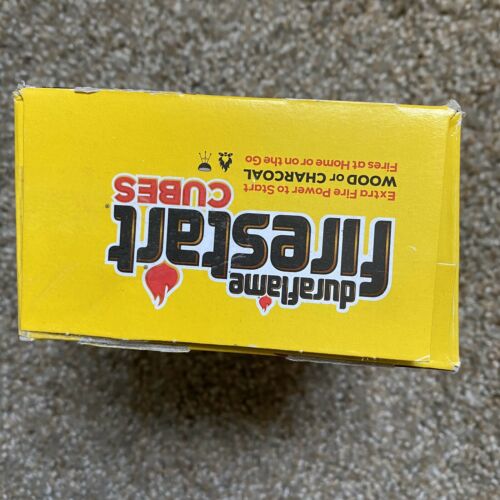 duraflame
firestart®
CUBES
Extra Fire Power to Start
WOOD or CHARCOAL
Fires at Home or on the Go